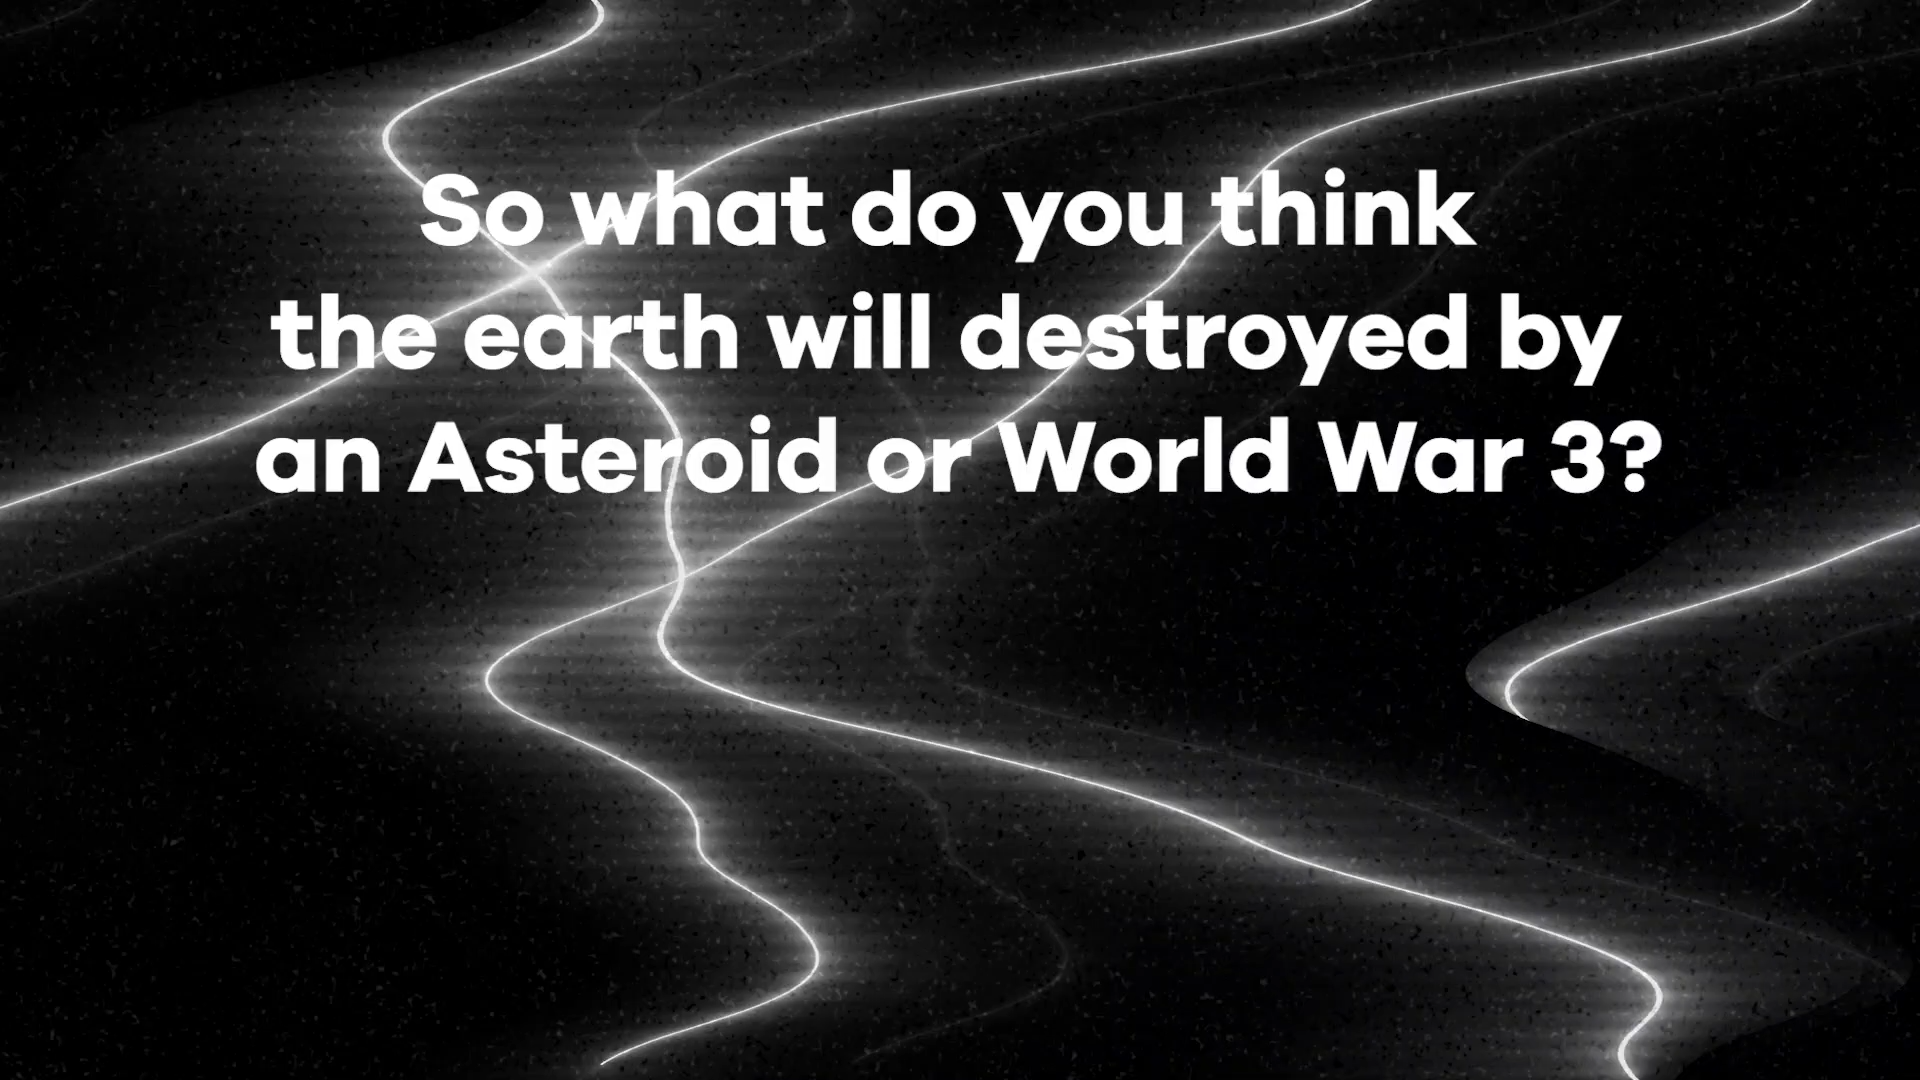 So what do you think
the earth will destroyed by
an Asteroid or World War 3?